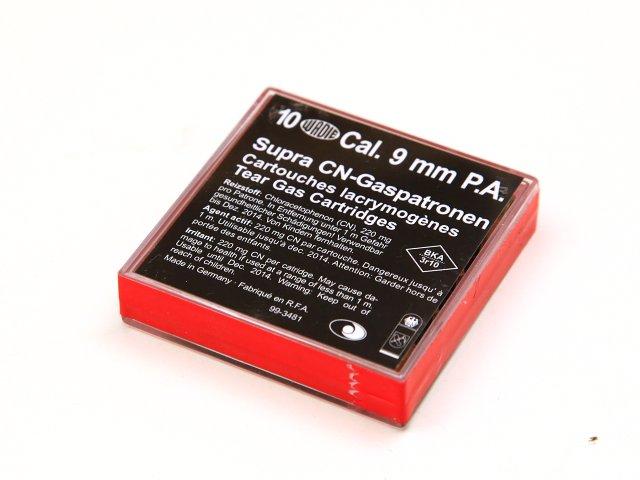 10 WADIE Cal. 9 mm P.A.
Supra CN-Gaspatronen
Cartouches lacrymogènes
Tear Gas Cartridges
Reizstoff: Chloracetophenon (CN), 220 mg
pro Patrone. In Entfernung unter 1 m Gefahr
gesundheitlicher Schädigungen! Verwendbar
bis Dez. 2014. Von Kindern fernhalten
Agent actif: 220 mg CN par cartouche. Dangereux jusqu' à
1 m. Utilisable jusqu'à dec. 2014. Attention: Garder hors de
portée des enfants.
Irritant: 220 mg CN per catridge. May cause da-
mage to health if used at a range of less than 1 m.
Usable until Dec. 2014. Warning: Keep out of
reach of children.
Made in Germany · Fabriqué en R.F.A.
99-3481
BKA
3r10